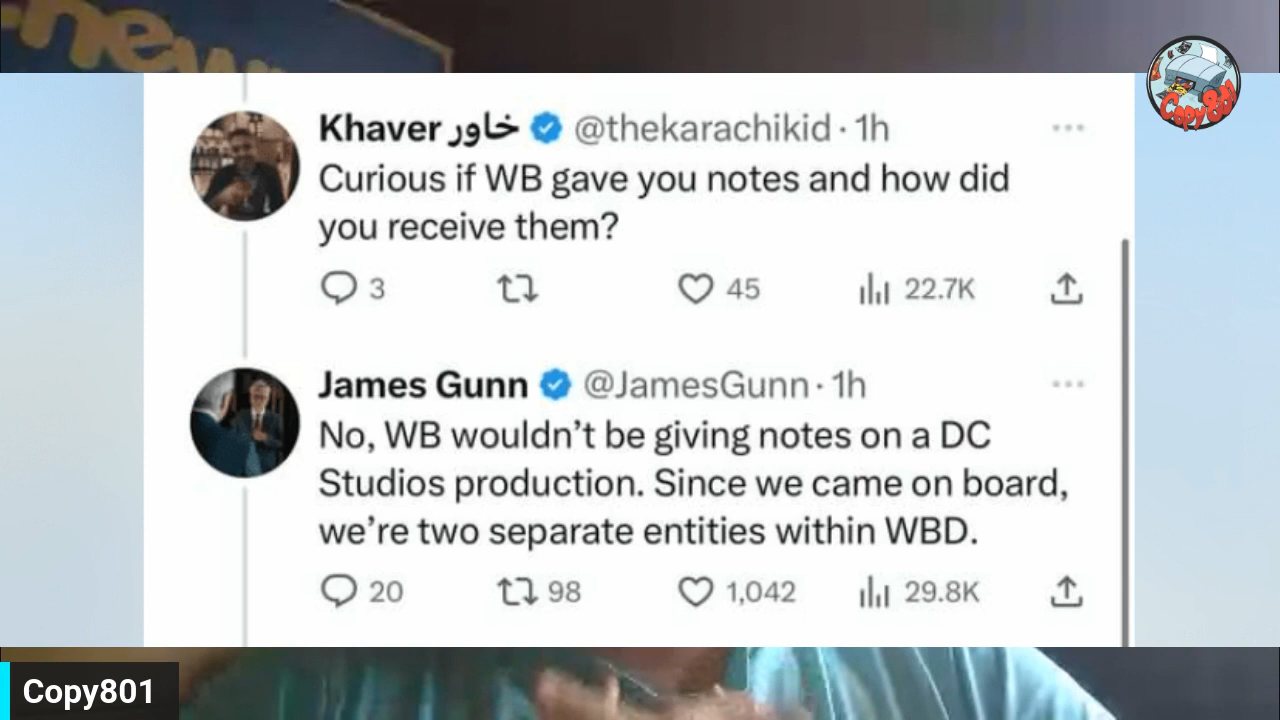 new
Copy801
Khaver خاور @thekarachikid · 1h
Curious if WB gave you notes and how did
you receive them?
3 45 22.7K
James Gunn @JamesGunn · 1h
No, WB wouldn't be giving notes on a DC
Studios production. Since we came on board,
we're two separate entities within WBD.
20 98 1,042 29.8K
Copy801